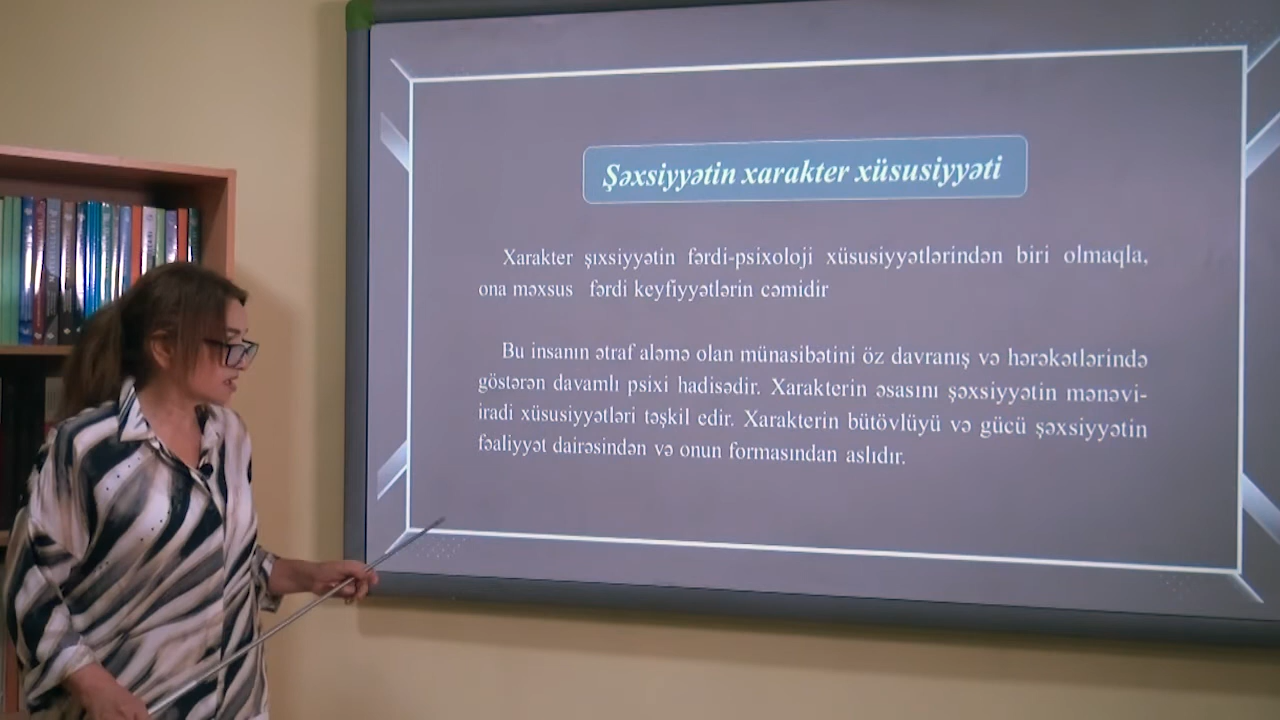 Şəxsiyyətin xarakter xüsusiyyəti
Xarakter şıxsiyyətin fərdi-psixoloji xüsusiyyətlərindən biri olmaqla,
ona məxsus fərdi keyfiyyətlərin cəmidir
Bu insanın ətraf aləmə olan münasibətini öz davranış və hərəkətlərində
göstərən davamlı psixi hadisədir. Xarakterin əsasını şəxsiyyətin mənəvi-
iradi xüsusiyyətləri təşkil edir. Xarakterin bütövlüyü və gücü şəxsiyyətin
fəaliyyət dairəsindən və onun formasından aslıdır.